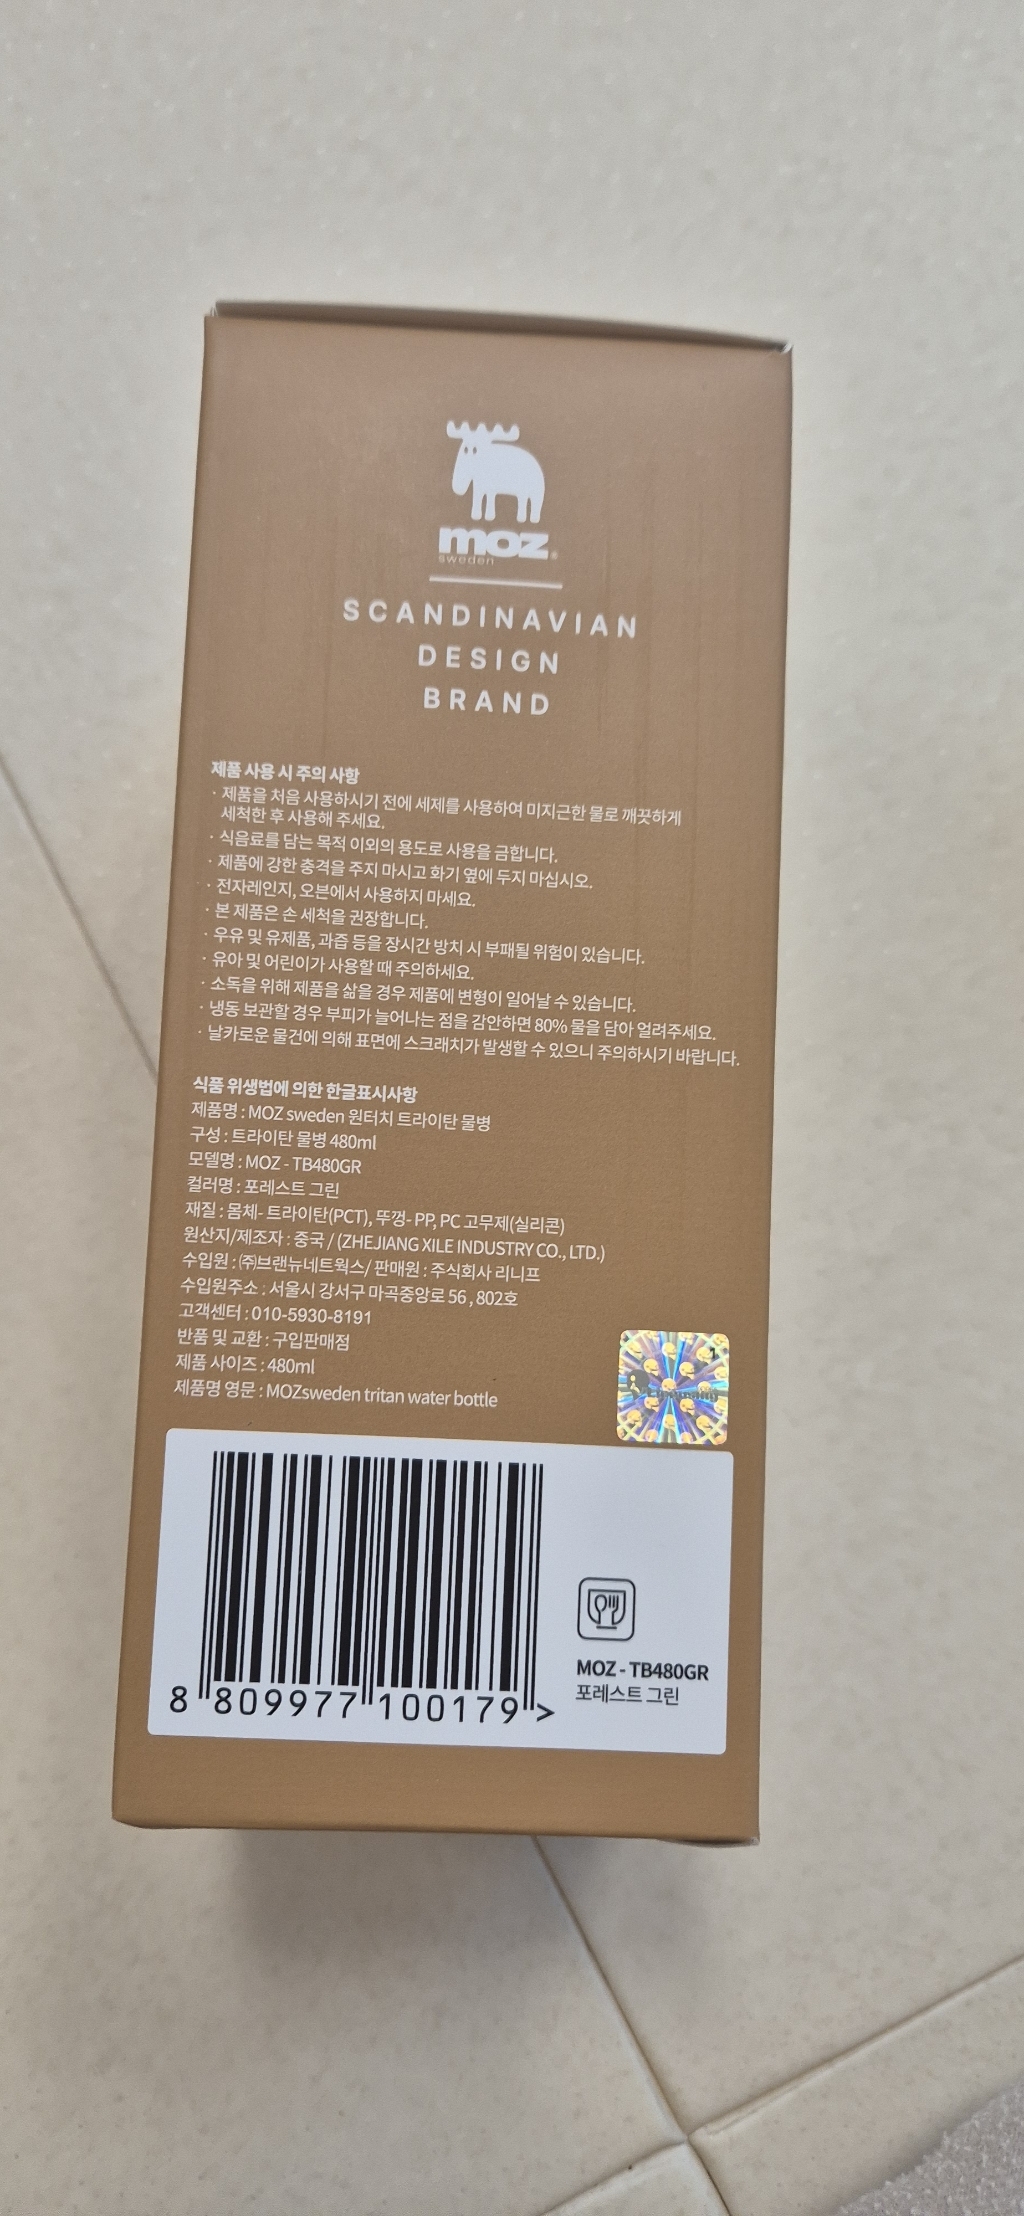 moz
sweden
SCANDINAVIAN
DESIGN
BRAND
제품 사용 시 주의 사항
· 제품을 처음 사용하시기 전에 세제를 사용하여 미지근한 물로 깨끗하게
세척한 후 사용해 주세요.
· 식음료를 담는 목적 이외의 용도로 사용을 금합니다.
· 제품에 강한 충격을 주지 마시고 화기 옆에 두지 마십시오.
· 전자레인지, 오븐에서 사용하지 마세요.
· 본 제품은 손 세척을 권장합니다.
· 우유 및 유제품, 과즙 등을 장시간 방치 시 부패될 위험이 있습니다.
· 유아 및 어린이가 사용할 때 주의하세요.
· 소독을 위해 제품을 삶을 경우 제품에 변형이 일어날 수 있습니다.
· 냉동 보관할 경우 부피가 늘어나는 점을 감안하면 80% 물을 담아 얼려주세요.
· 날카로운 물건에 의해 표면에 스크래치가 발생할 수 있으니 주의하시기 바랍니다.
식품 위생법에 의한 한글표시사항
제품명 : MOZ sweden 원터치 트라이탄 물병
구성 : 트라이탄 물병 480ml
모델명 : MOZ - TB480GR
컬러명 : 포레스트 그린
재질 : 몸체- 트라이탄(PCT), 뚜껑- PP, PC 고무제(실리콘)
원산지/제조자 : 중국 / (ZHEJIANG XILE INDUSTRY CO., LTD.)
수입원 : ㈜브랜뉴네트웍스/ 판매원 : 주식회사 리니프
수입원주소 : 서울시 강서구 마곡중앙로 56 , 802호
고객센터 : 010-5930-8191
반품 및 교환 : 구입판매점
제품 사이즈 : 480ml
제품명 영문 : MOZsweden tritan water bottle
8 809977 100179 >
MOZ - TB480GR
포레스트 그린